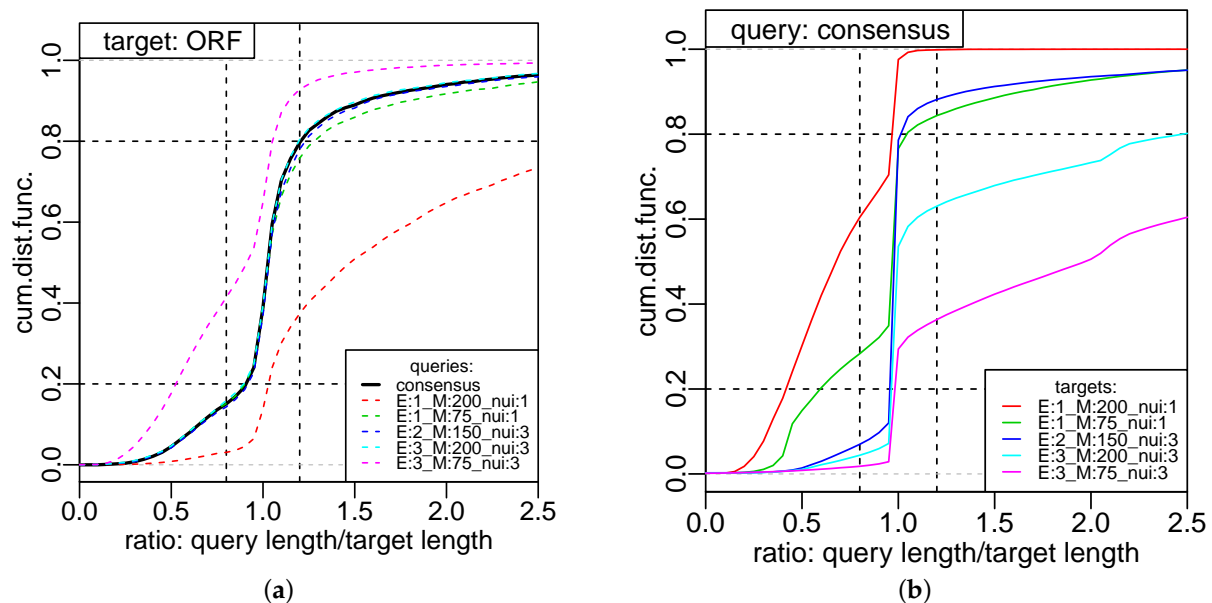 target: ORF
cum.dist.func.
0.0 0.2 0.4 0.6 0.8 1.0
queries:
consensus
E:1_M:200_nui:1
E:1_M:75_nui:1
E:2_M:150_nui:3
E:3_M:200_nui:3
E:3_M:75_nui:3
0.0 0.5 1.0 1.5 2.0 2.5
ratio: query length/target length
(a)
query: consensus
cum.dist.func.
0.0 0.2 0.4 0.6 0.8 1.0
targets:
E:1_M:200_nui:1
E:1_M:75_nui:1
E:2_M:150_nui:3
E:3_M:200_nui:3
E:3_M:75_nui:3
0.0 0.5 1.0 1.5 2.0 2.5
ratio: query length/target length
(b)